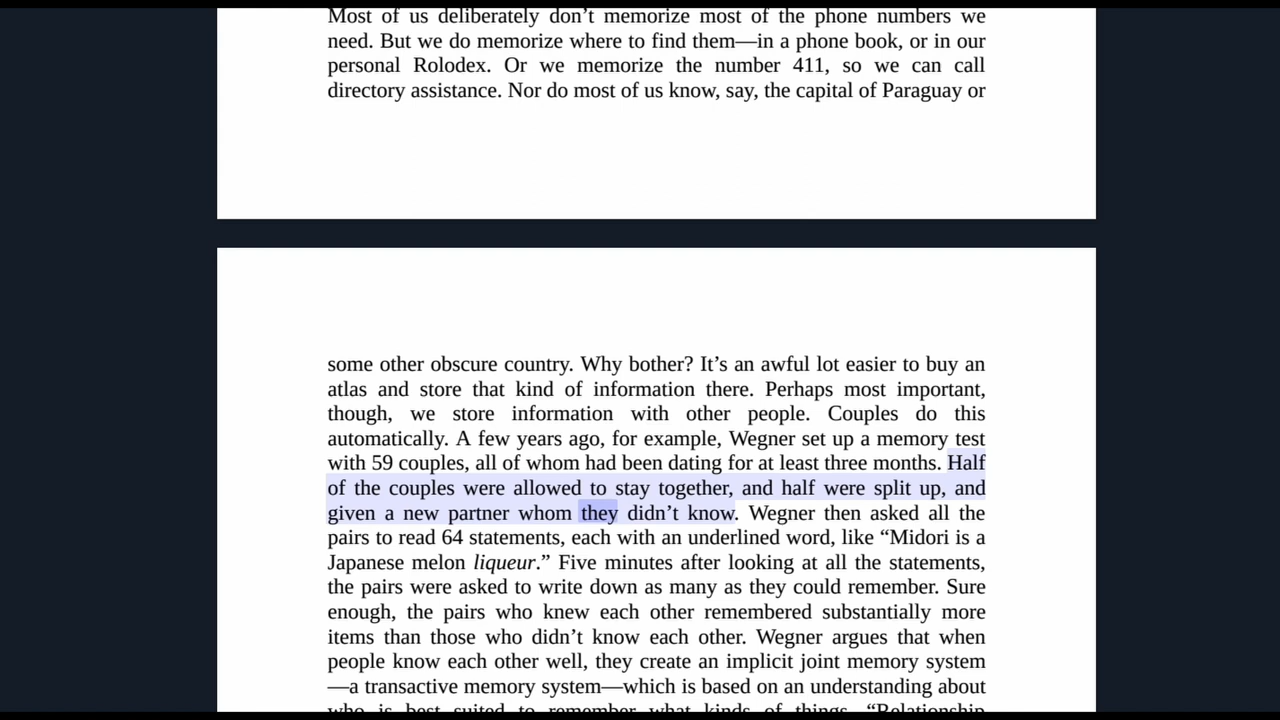 Most of us deliberately don’t memorize most of the phone numbers we
need. But we do memorize where to find them—in a phone book, or in our
personal Rolodex. Or we memorize the number 411, so we can call
directory assistance. Nor do most of us know, say, the capital of Paraguay or
some other obscure country. Why bother? It’s an awful lot easier to buy an
atlas and store that kind of information there. Perhaps most important,
though, we store information with other people. Couples do this
automatically. A few years ago, for example, Wegner set up a memory test
with 59 couples, all of whom had been dating for at least three months. Half
of the couples were allowed to stay together, and half were split up, and
given a new partner whom they didn’t know. Wegner then asked all the
pairs to read 64 statements, each with an underlined word, like “Midori is a
Japanese melon liqueur.” Five minutes after looking at all the statements,
the pairs were asked to write down as many as they could remember. Sure
enough, the pairs who knew each other remembered substantially more
items than those who didn’t know each other. Wegner argues that when
people know each other well, they create an implicit joint memory system
—a transactive memory system—which is based on an understanding about
who is best suited to remember what kinds of things. “Relationship